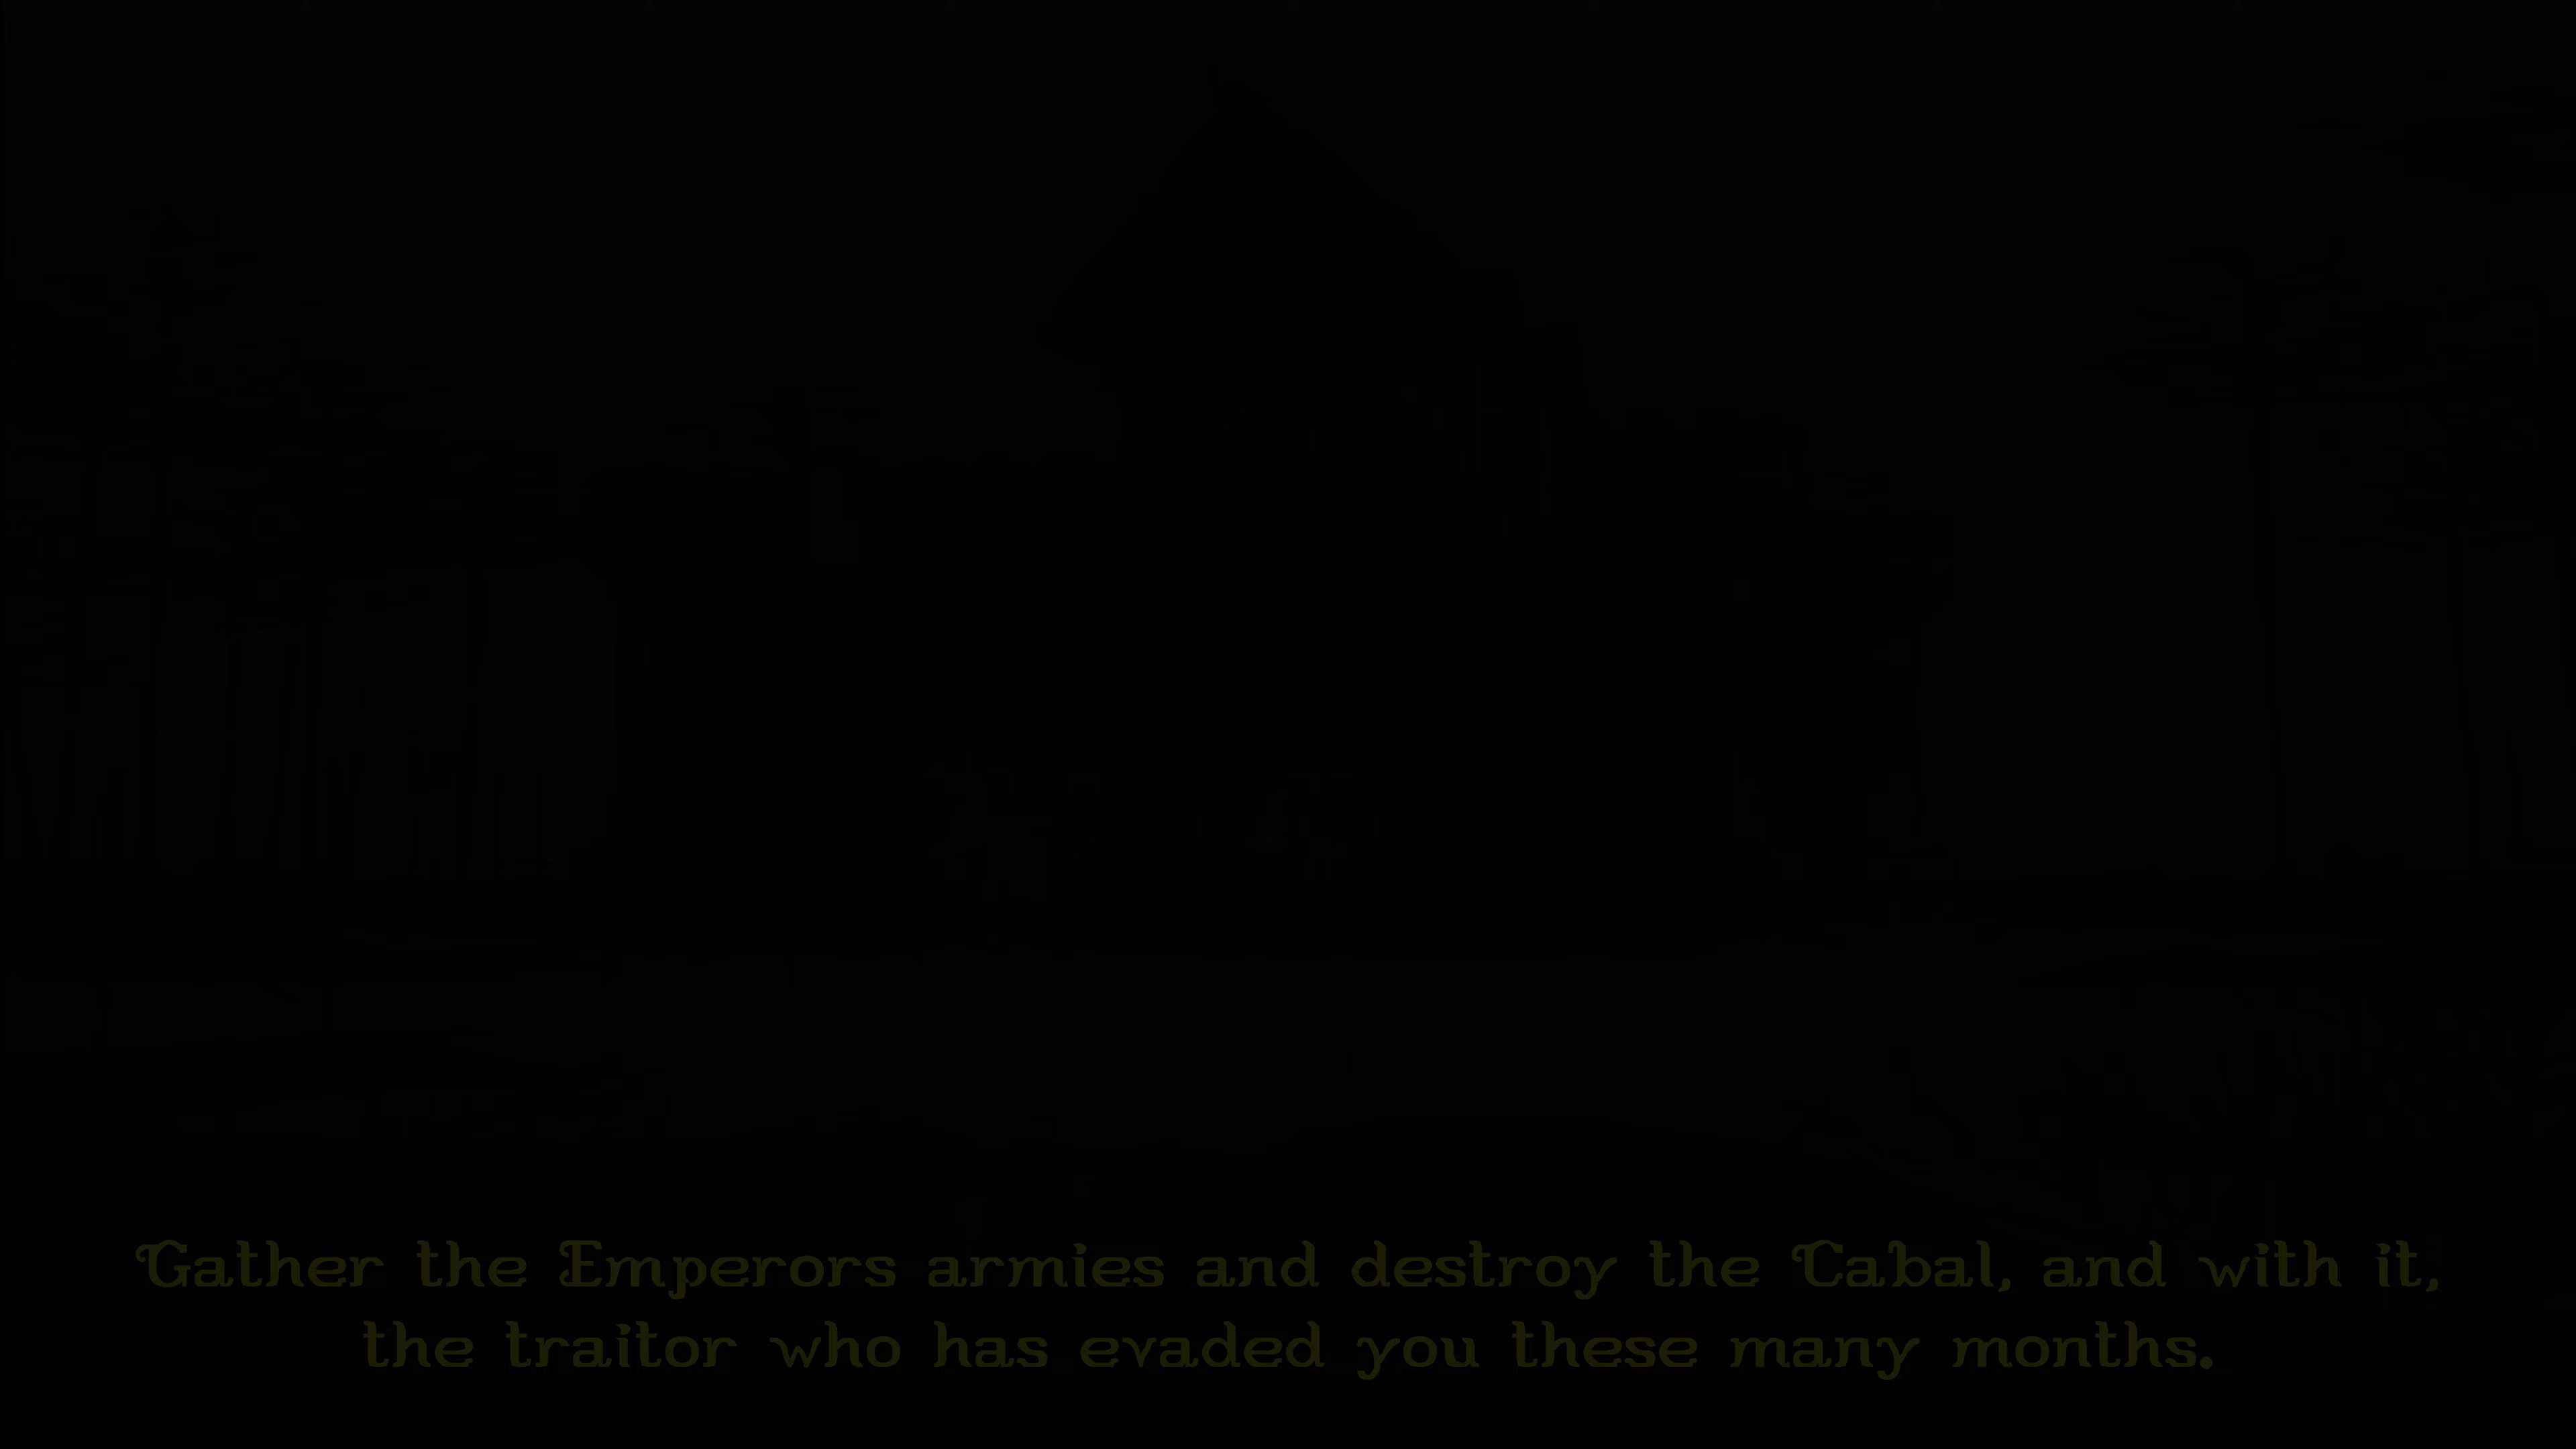 Gather the Emperors armies and destroy the Cabal, and with it,
the traitor who has evaded you these many months.